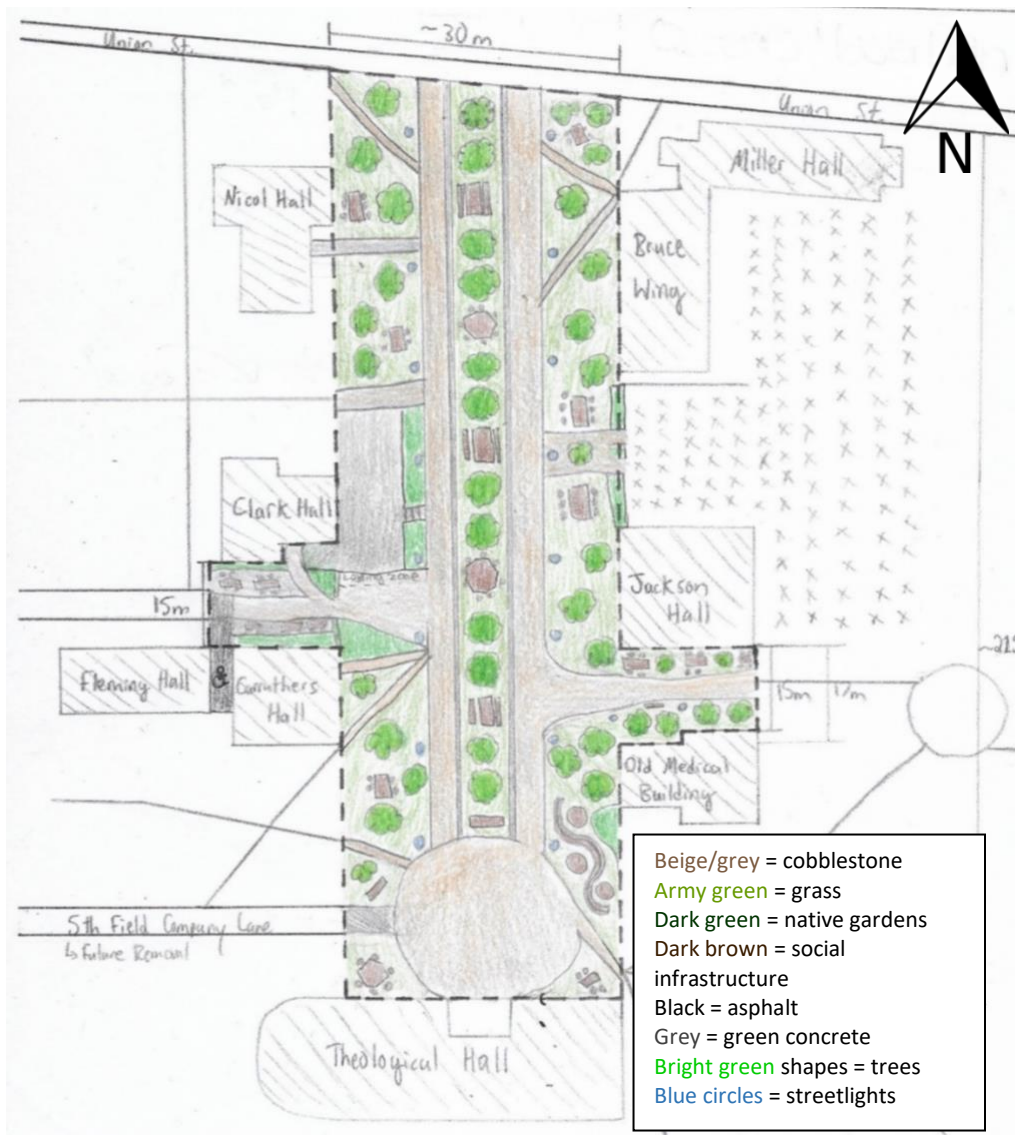 ~30m
Union St.
Union St.
N
Miller Hall
Nicol Hall
Bruce
Wing
Clark Hall
Loading zone
15m
Jackson
Hall
~212
Fleming Hall
Carruthers
Hall
15m
17m
Old Medical
Building
5th Field Company Lane
↳ Future Removal
Theological Hall
Beige/grey = cobblestone
Army green = grass
Dark green = native gardens
Dark brown = social
infrastructure
Black = asphalt
Grey = green concrete
Bright green shapes = trees
Blue circles = streetlights